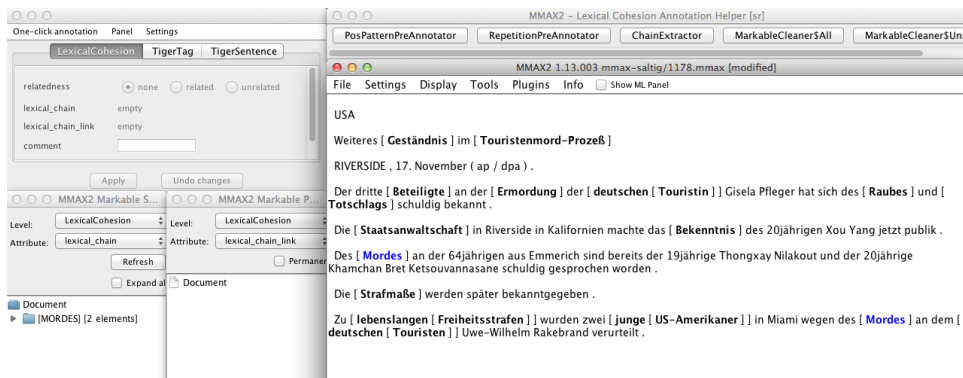 One-click annotation Panel Settings
LexicalCohesion TigerTag TigerSentence
relatedness none related unrelated
lexical_chain empty
lexical_chain_link empty
comment
Apply Undo changes
MMAX2 Markable S...
Level: LexicalCohesion
Attribute: lexical_chain
Refresh
Expand al
Document
[MORDES] [2 elements]
MMAX2 Markable P...
Level: LexicalCohesion
Attribute: lexical_chain_link
Permaner
Document
MMAX2 – Lexical Cohesion Annotation Helper [sr]
PosPatternPreAnnotator RepetitionPreAnnotator ChainExtractor MarkableCleaner$All MarkableCleaner$Un
MMAX2 1.13.003 mmax-saltig/1178.mmax [modified]
File Settings Display Tools Plugins Info Show ML Panel
USA
Weiteres [ Geständnis ] im [ Touristenmord-Prozeß ]
RIVERSIDE , 17. November ( ap / dpa ) .
Der dritte [ Beteiligte ] an der [ Ermordung ] der [ deutschen [ Touristin ] ] Gisela Pfleger hat sich des [ Raubes ] und [
Totschlags ] schuldig bekannt .
Die [ Staatsanwaltschaft ] in Riverside in Kalifornien machte das [ Bekenntnis ] des 20jährigen Xou Yang jetzt publik .
Des [ Mordes ] an der 64jährigen aus Emmerich sind bereits der 19jährige Thongxay Nilakout und der 20jährige
Khamchan Bret Ketsouvannasane schuldig gesprochen worden .
Die [ Strafmaße ] werden später bekanntgegeben .
Zu [ lebenslangen [ Freiheitsstrafen ] ] wurden zwei [ junge [ US-Amerikaner ] ] in Miami wegen des [ Mordes ] an dem [
deutschen [ Touristen ] ] Uwe-Wilhelm Rakebrand verurteilt .